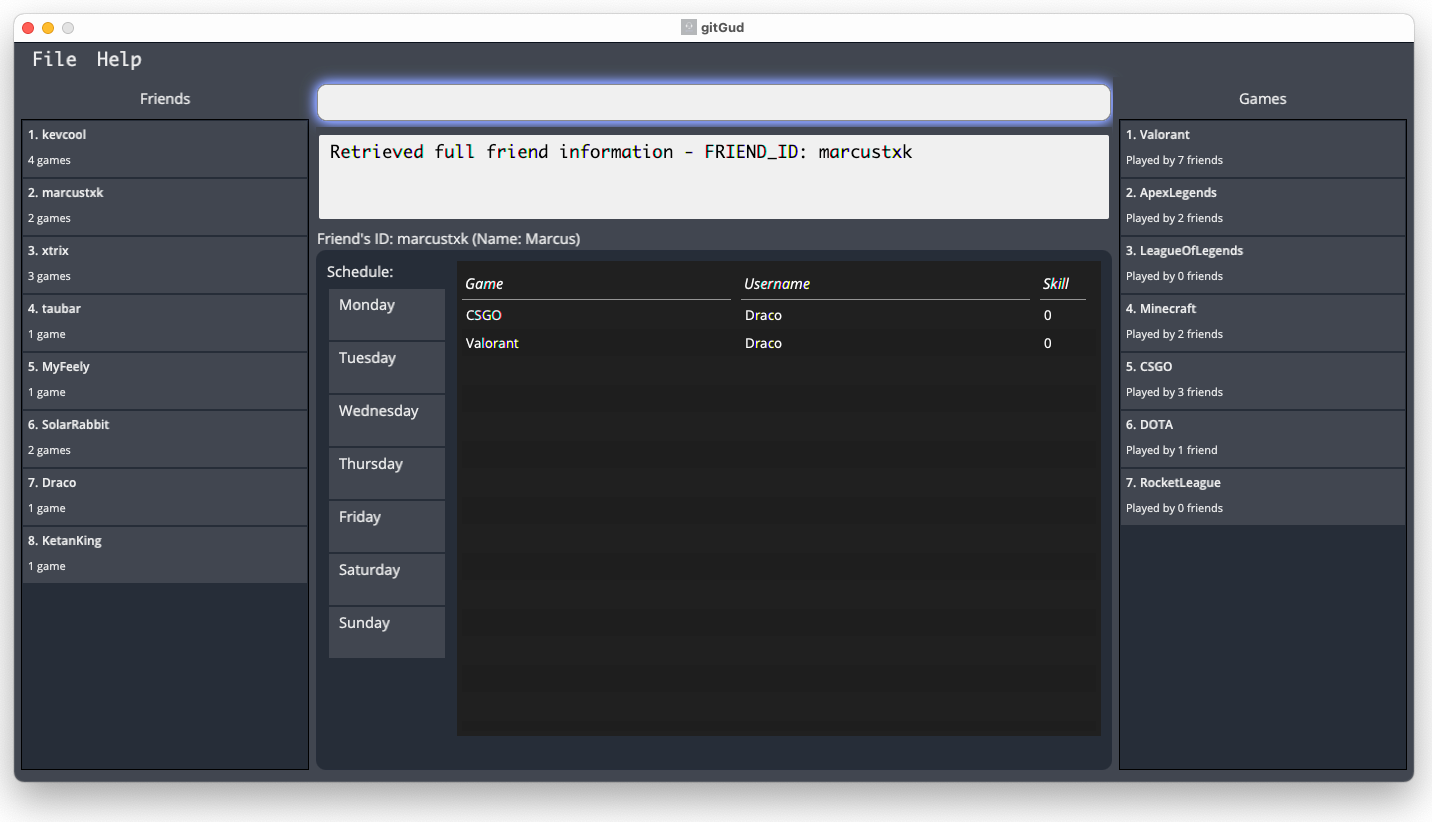 gitGud
File Help
Friends
1. kevcool
4 games
2. marcustxk
2 games
3. xtrix
3 games
4. taubar
1 game
5. MyFeely
1 game
6. SolarRabbit
2 games
7. Draco
1 game
8. KetanKing
1 game
Retrieved full friend information - FRIEND_ID: marcustxk
Friend's ID: marcustxk (Name: Marcus)
Schedule:
Monday
Tuesday
Wednesday
Thursday
Friday
Saturday
Sunday
Game Username Skill
CSGO Draco 0
Valorant Draco 0
Games
1. Valorant
Played by 7 friends
2. ApexLegends
Played by 2 friends
3. LeagueOfLegends
Played by 0 friends
4. Minecraft
Played by 2 friends
5. CSGO
Played by 3 friends
6. DOTA
Played by 1 friend
7. RocketLeague
Played by 0 friends